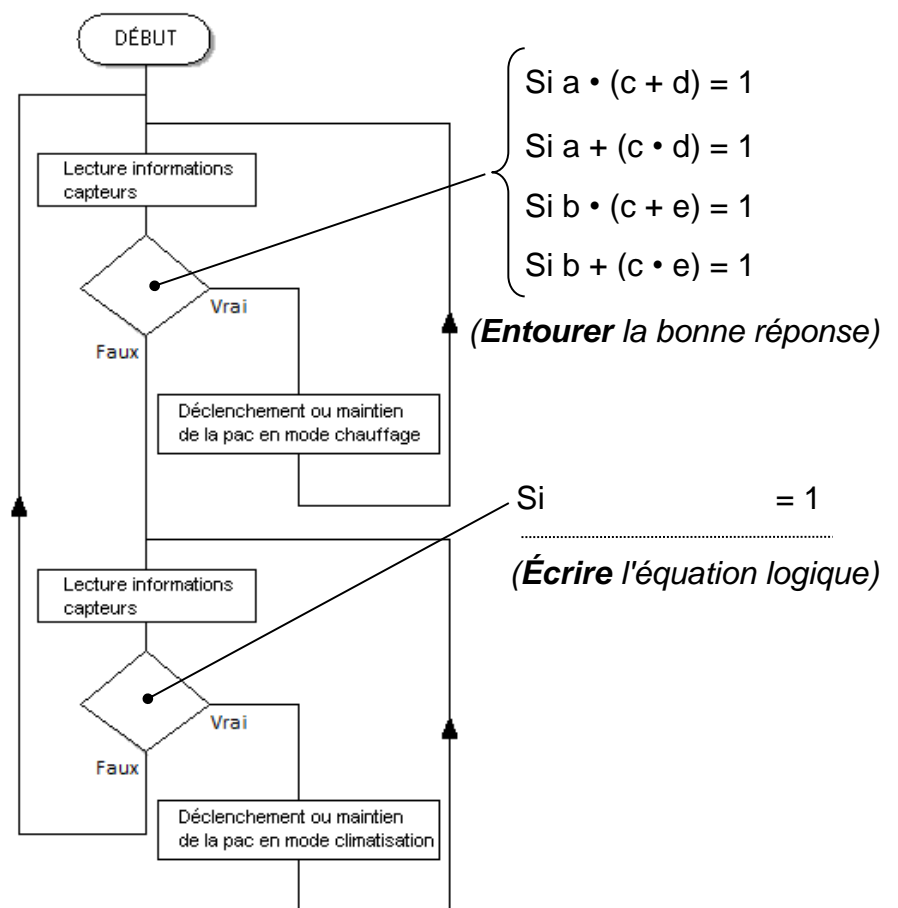 DÉBUT
Si a • (c + d) = 1
Si a + (c • d) = 1
Si b • (c + e) = 1
Si b + (c • e) = 1
(Entourer la bonne réponse)
Lecture informations
capteurs
Vrai
Faux
Déclenchement ou maintien
de la pac en mode chauffage
Si = 1
(Écrire l'équation logique)
Lecture informations
capteurs
Vrai
Faux
Déclenchement ou maintien
de la pac en mode climatisation